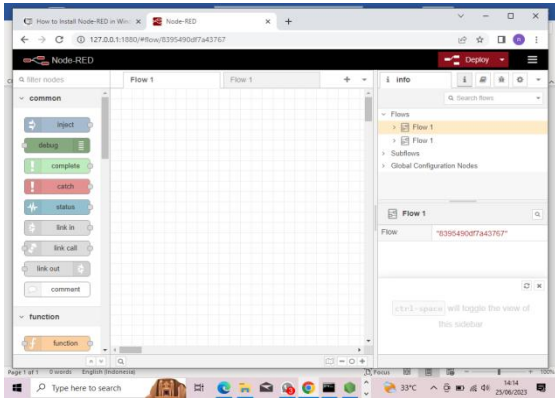 How to Install Node-RED in Wind
Node-RED
127.0.0.1:1880/#flow/8395490df7a43767
Node-RED
Deploy
filter nodes
Flow 1
Flow 1
info
Search flows
common
inject
debug
complete
catch
status
link in
link call
link out
comment
function
function
Flows
Flow 1
Flow 1
Subflows
Global Configuration Nodes
Flow 1
Flow
"8395490df7a43767"
ctrl-space will toggle the view of
this sidebar
Page 1 of 1 0 words English (Indonesia)
Focus
100%
Type here to search
33°C
14:14
25/06/2023